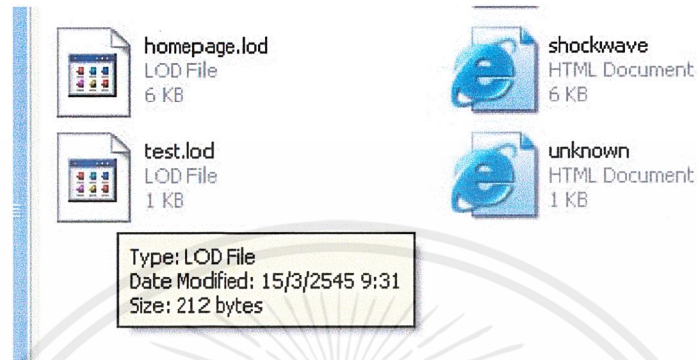 homepage.lod
LOD File
6 KB
shockwave
HTML Document
6 KB
test.lod
LOD File
1 KB
unknown
HTML Document
1 KB
Type: LOD File
Date Modified: 15/3/2545 9:31
Size: 212 bytes